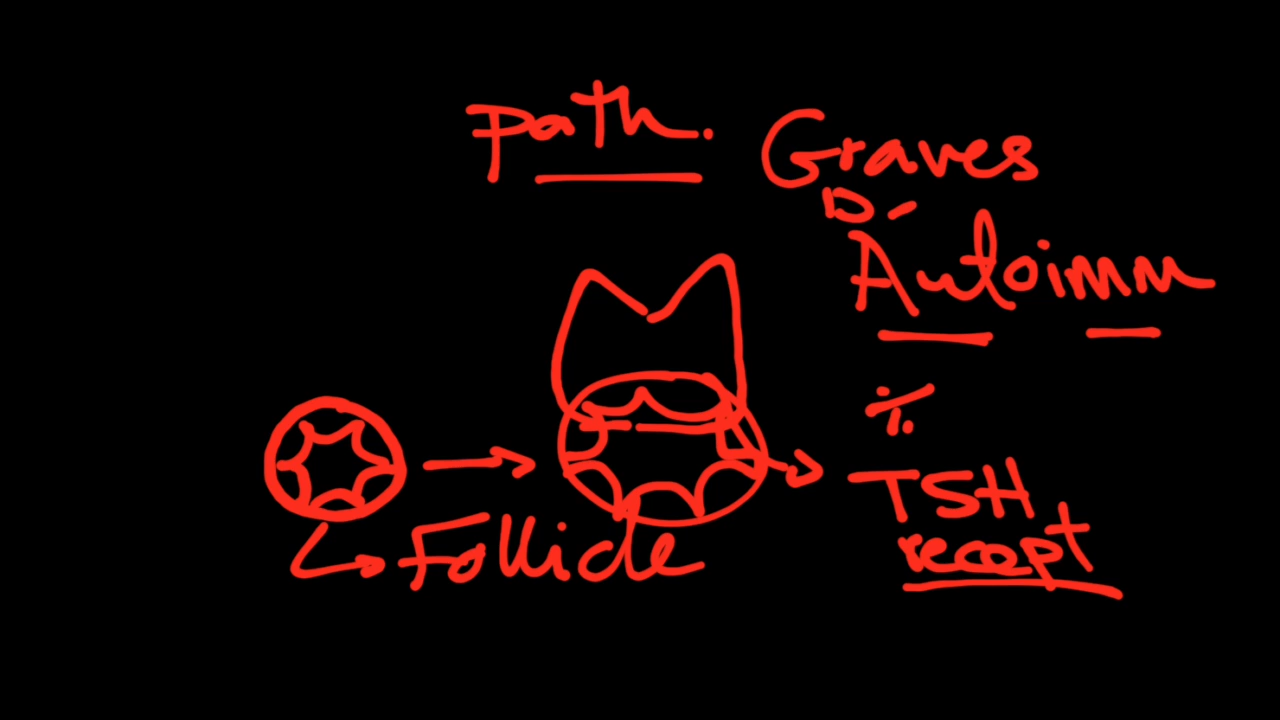 Path. Graves
D.
Autoimm
TSH
recept
Follicle